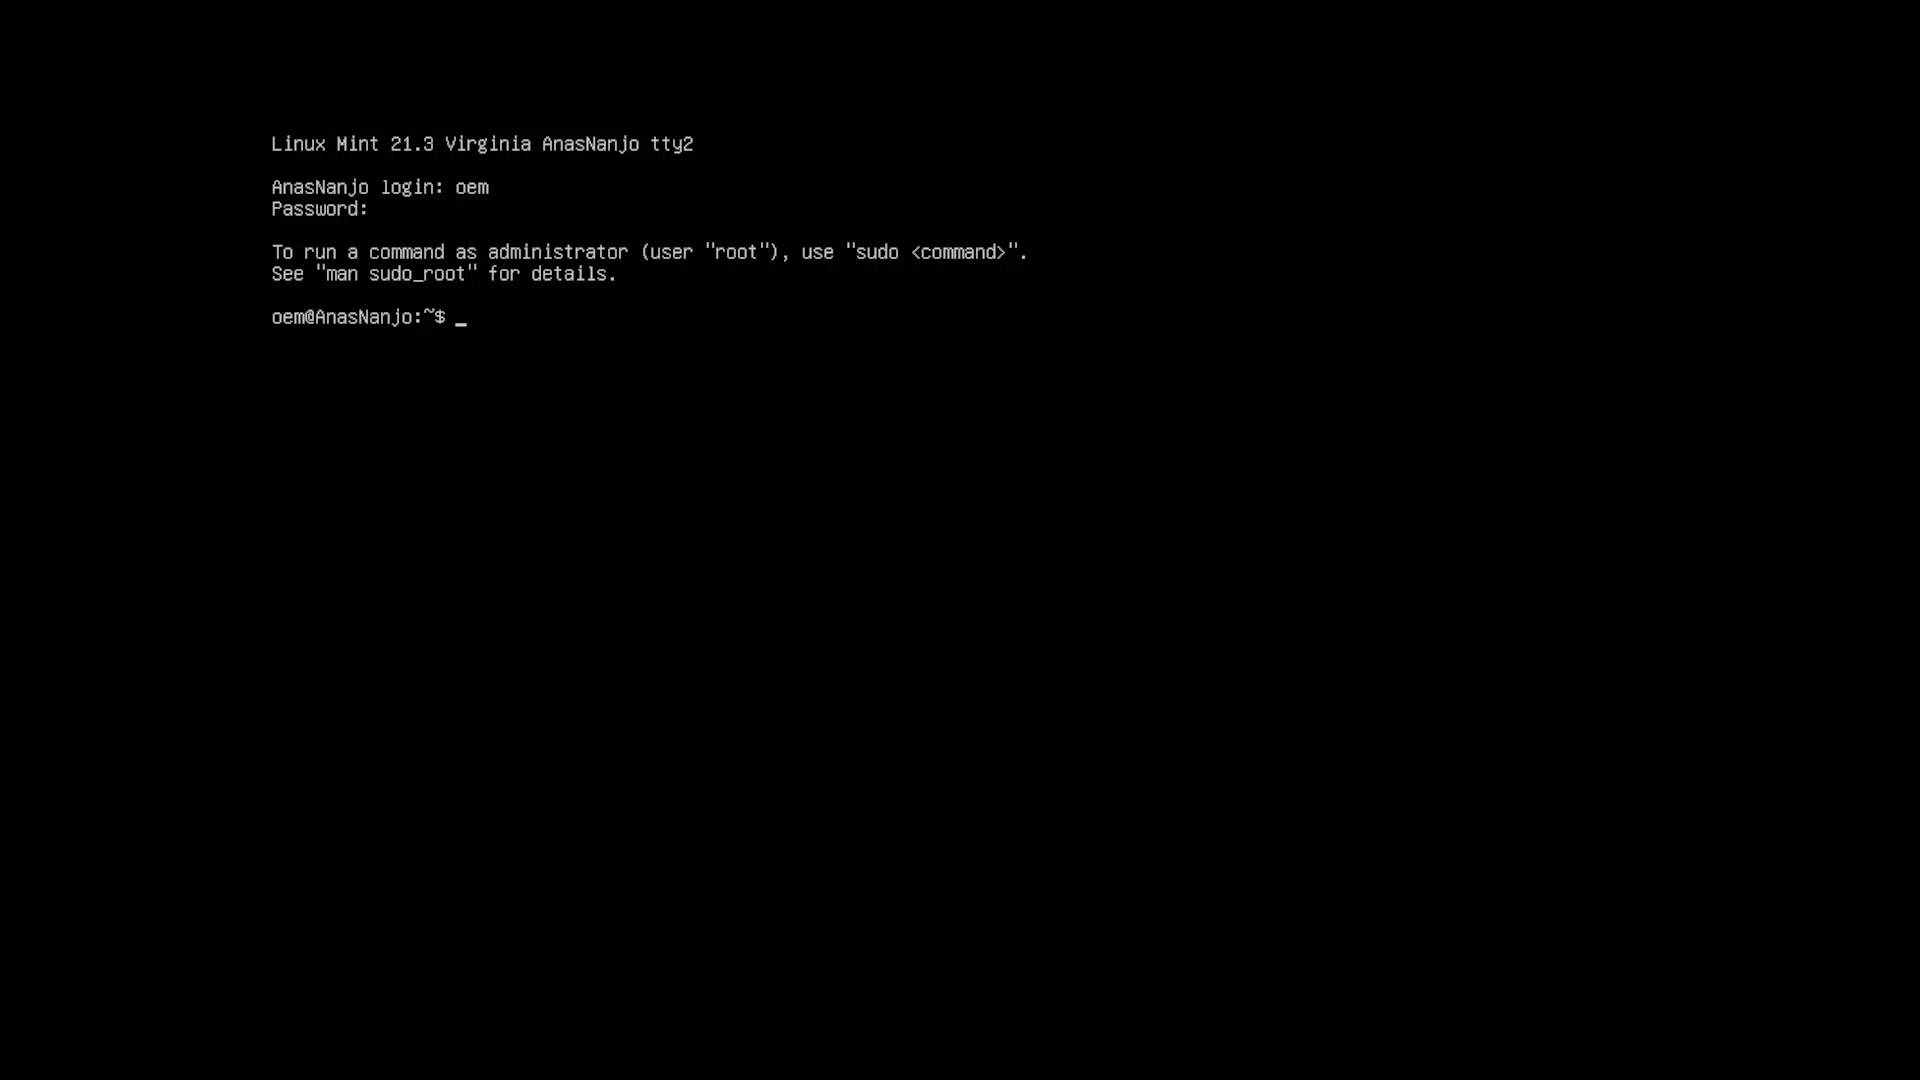 Linux Mint 21.3 Virginia AnasNanjo tty2
AnasNanjo login: oem
Password:
To run a command as administrator (user "root"), use "sudo <command>".
See "man sudo_root" for details.
oem@AnasNanjo:~$ _